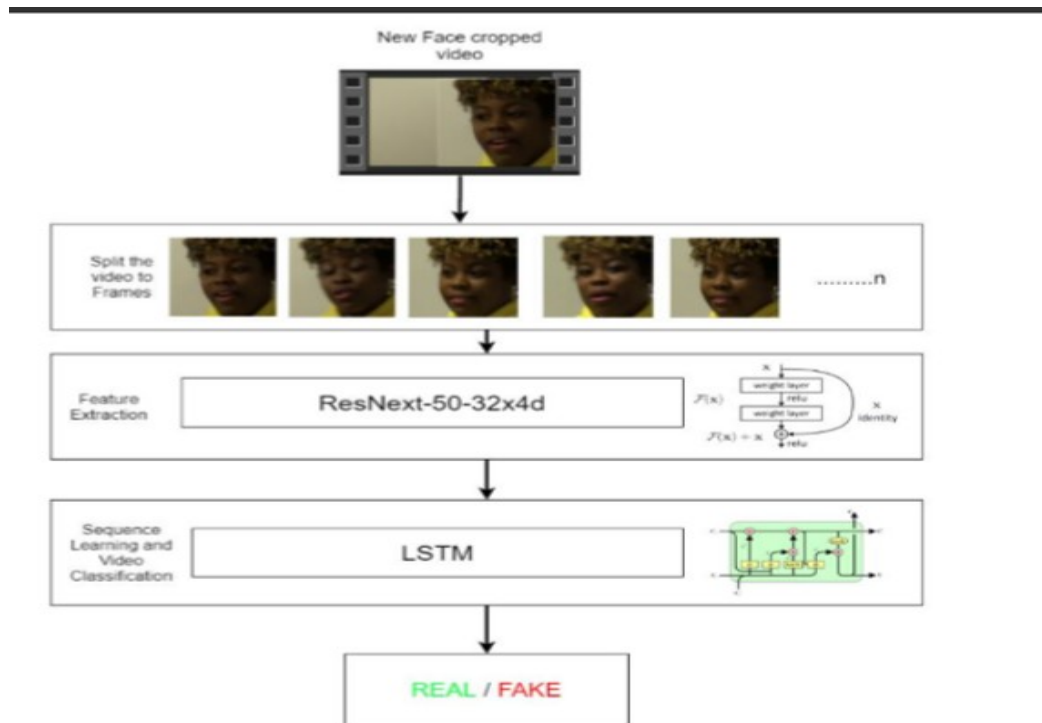 New Face cropped
video
Split the
video to
Frames
.........n
Feature
Extraction
ResNext-50-32x4d
x
weight layer
F(x)
relu
weight layer
x
identity
F(x) + x
relu
Sequence
Learning and
Video
Classification
LSTM
REAL / FAKE